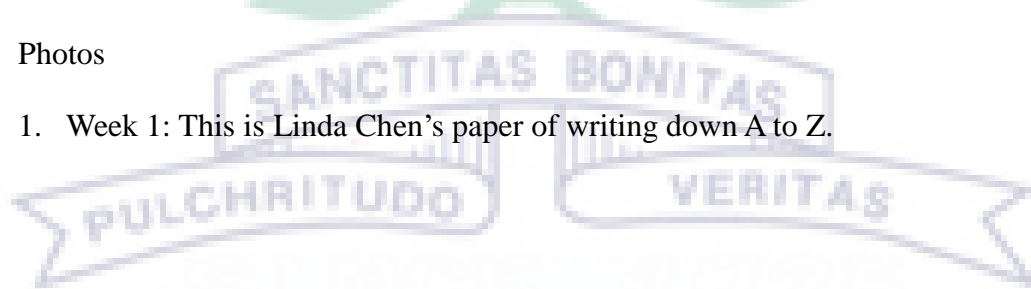 Photos
SANCTITAS BONITAS
1. Week 1: This is Linda Chen’s paper of writing down A to Z.
PULCHRITUDO VERITAS